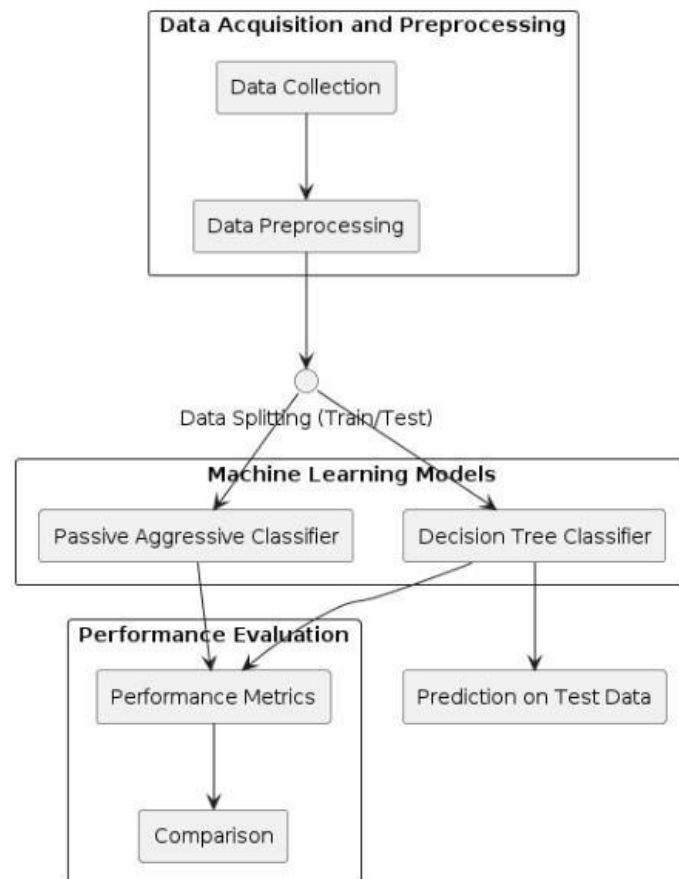 Data Acquisition and Preprocessing
Data Collection
Data Preprocessing
Data Splitting (Train/Test)
Machine Learning Models
Passive Aggressive Classifier
Decision Tree Classifier
Performance Evaluation
Performance Metrics
Prediction on Test Data
Comparison